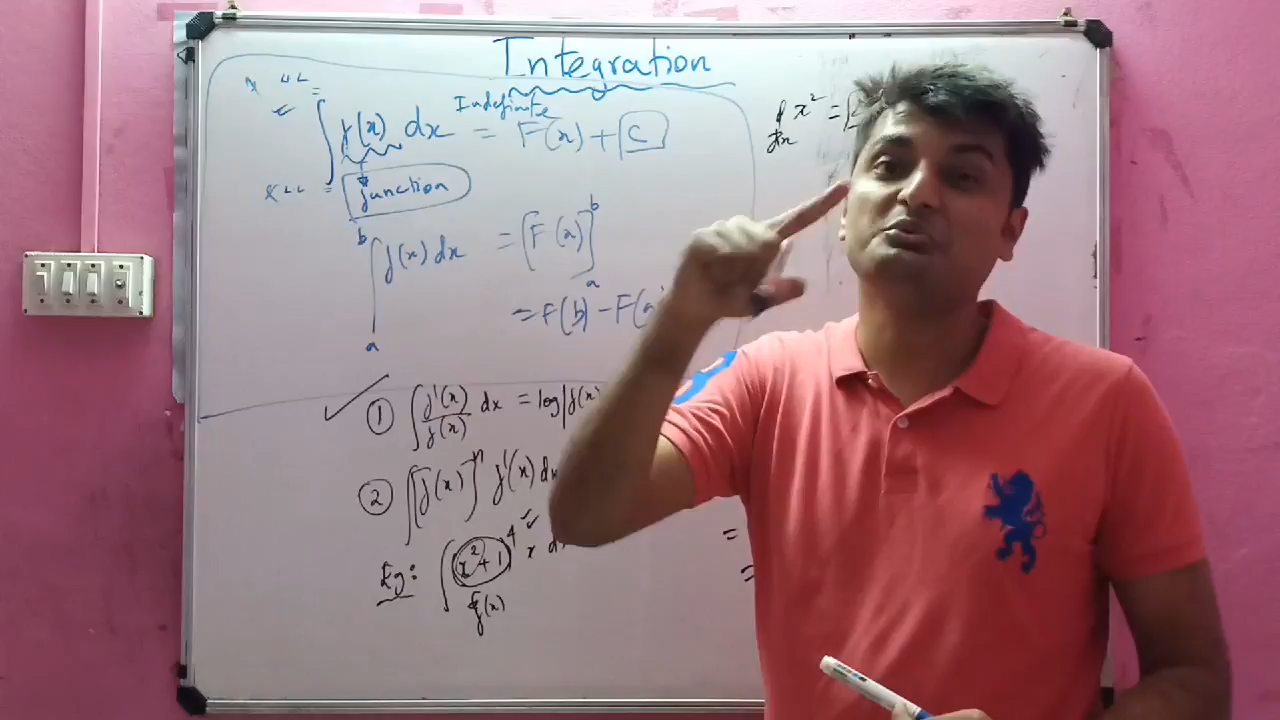 Integration
∫ f(x) dx Indefinite = F(x) + C
function
d/dx x² =
b ∫ a f(x) dx = [F(x)] b a
= F(b) - F(a
① ∫ f'(x)/f(x) dx = log|f(x)
② ∫ [f(x)]ⁿ f'(x) dx
Eg: ∫ (x²+1)⁴ x dx
f(x)
=
=